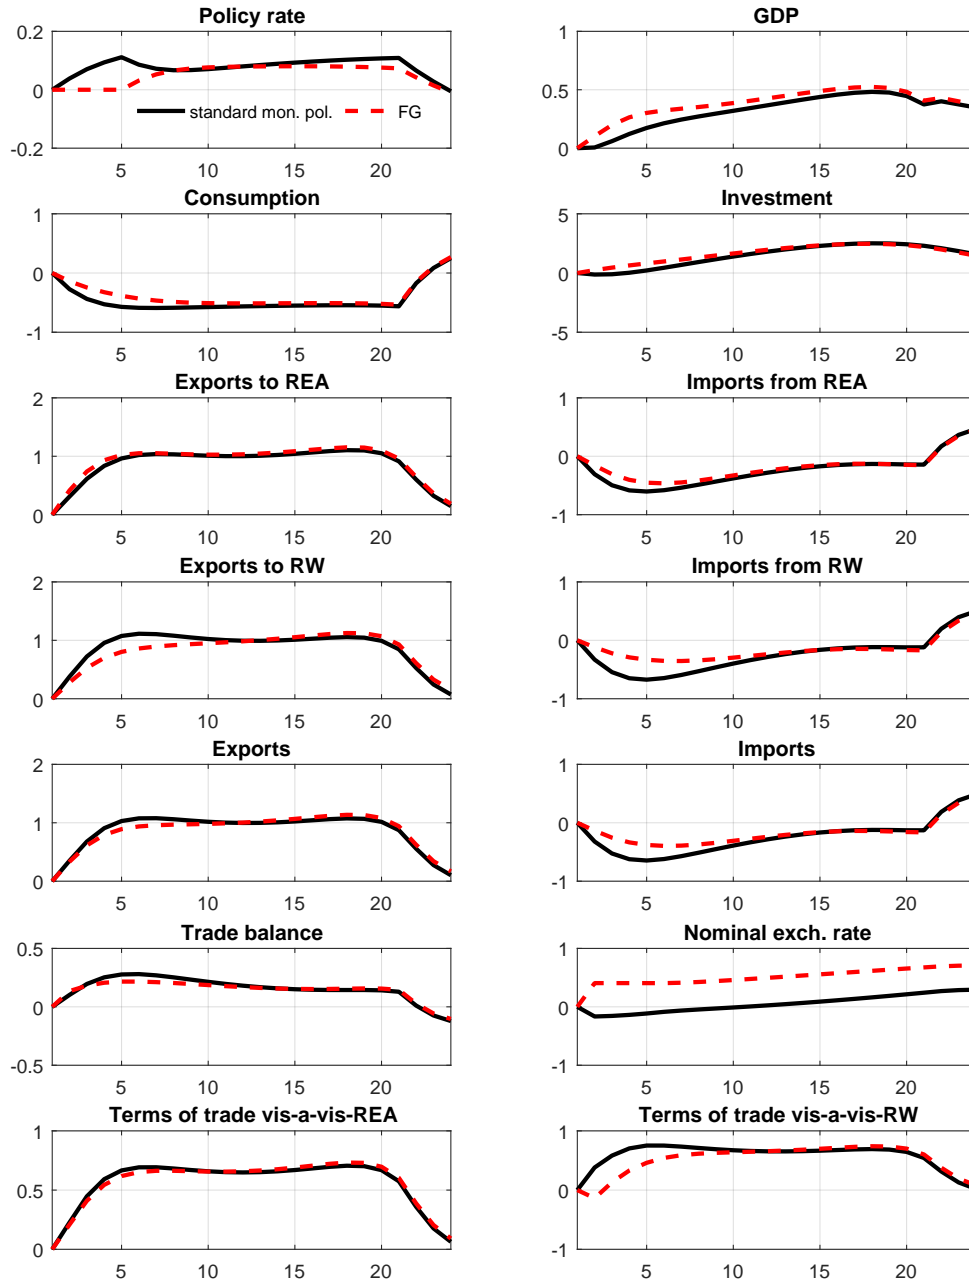 Policy rate
0.2
0
-0.2
standard mon. pol.
FG
5 10 15 20
GDP
1
0.5
0
5 10 15 20
Consumption
1
0
-1
5 10 15 20
Investment
5
0
-5
5 10 15 20
Exports to REA
2
1
0
5 10 15 20
Imports from REA
1
0
-1
5 10 15 20
Exports to RW
2
1
0
5 10 15 20
Imports from RW
1
0
-1
5 10 15 20
Exports
2
1
0
5 10 15 20
Imports
1
0
-1
5 10 15 20
Trade balance
0.5
0
-0.5
5 10 15 20
Nominal exch. rate
1
0
-1
5 10 15 20
Terms of trade vis-a-vis-REA
1
0.5
0
5 10 15 20
Terms of trade vis-a-vis-RW
1
0
-1
5 10 15 20